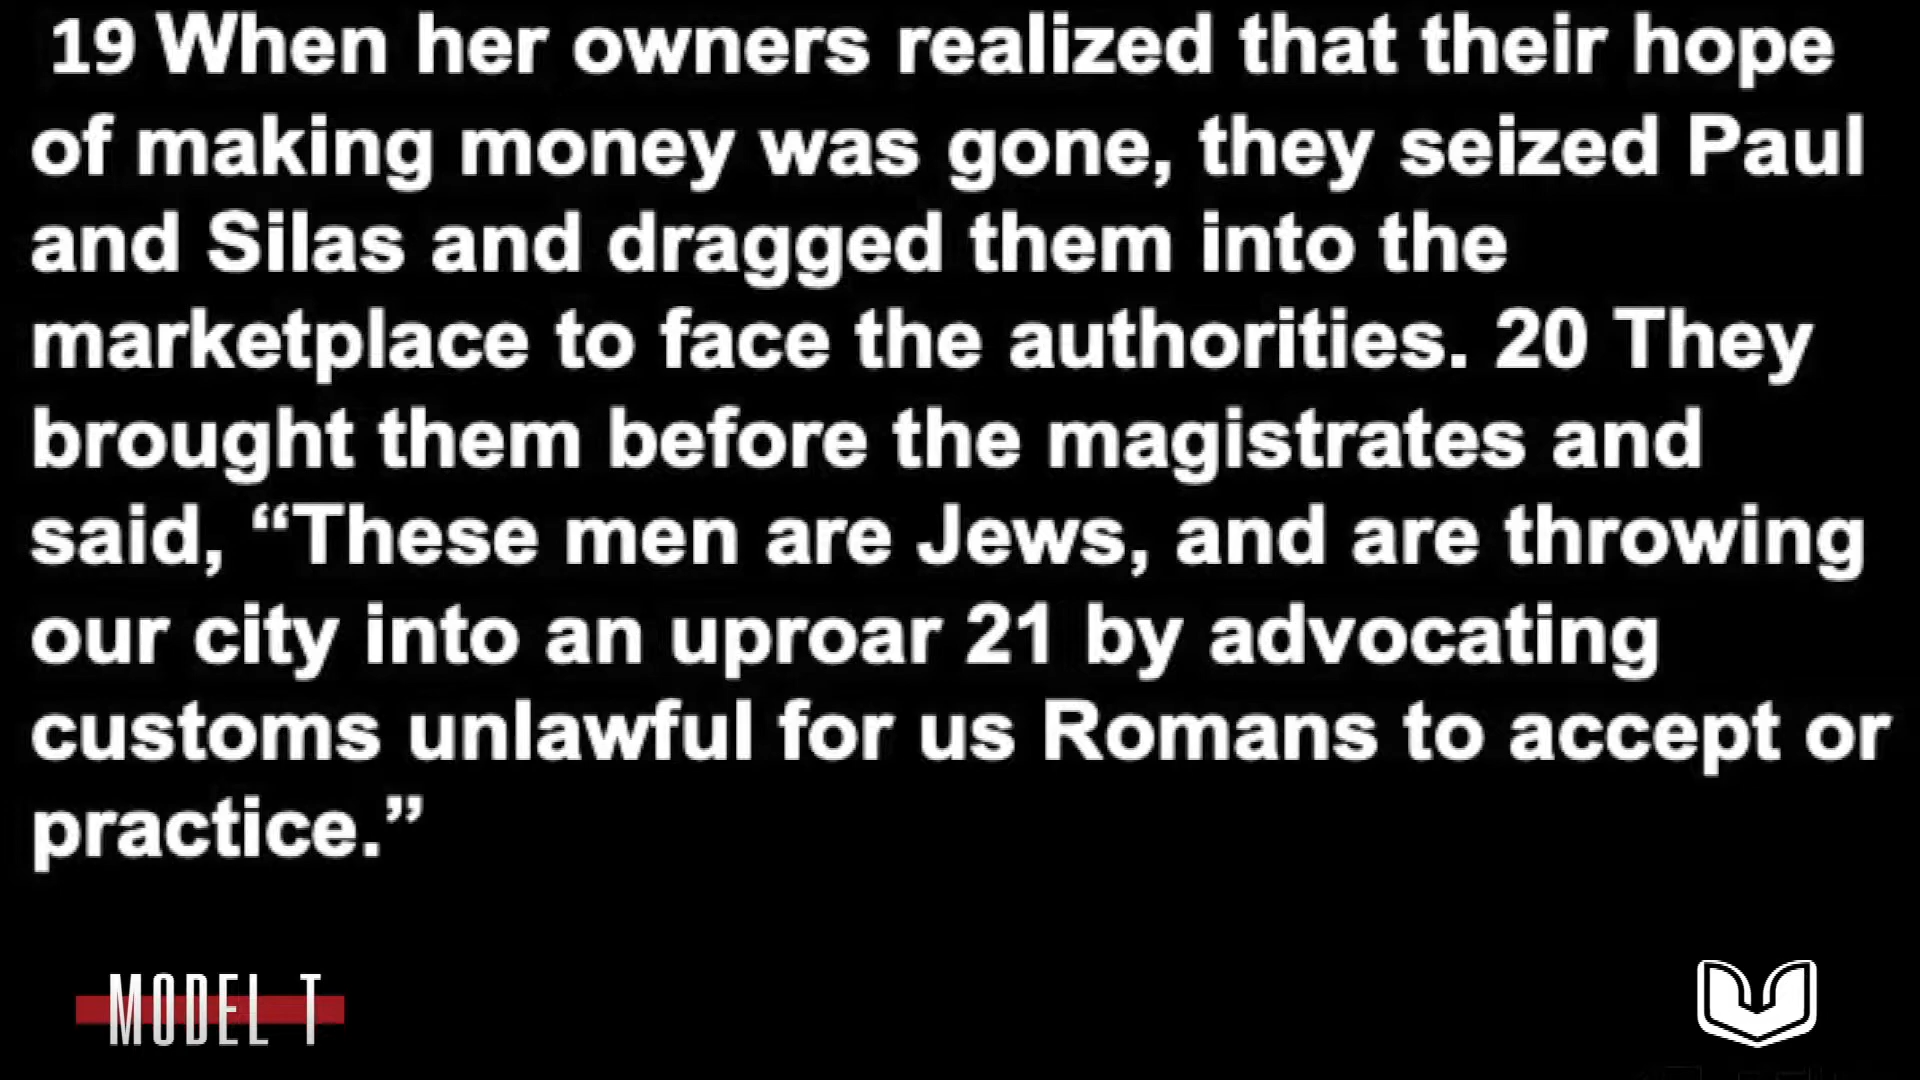 19 When her owners realized that their hope
of making money was gone, they seized Paul
and Silas and dragged them into the
marketplace to face the authorities. 20 They
brought them before the magistrates and
said, “These men are Jews, and are throwing
our city into an uproar 21 by advocating
customs unlawful for us Romans to accept or
practice.”
MODEL T